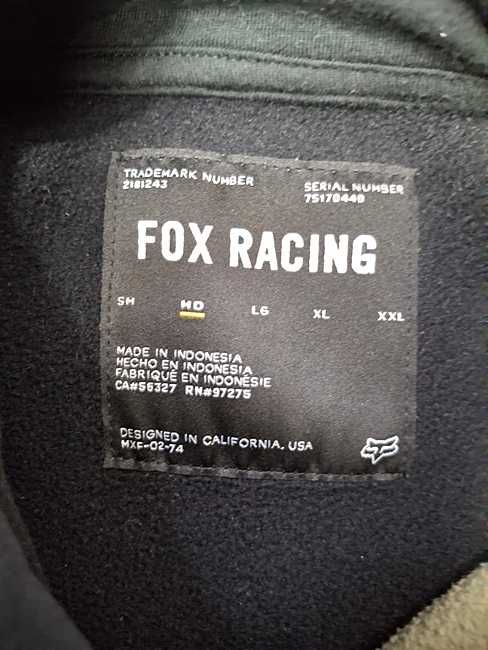 TRADEMARK NUMBER
2181243
SERIAL NUMBER
75170449
FOX RACING
SM MD LG XL XXL
MADE IN INDONESIA
HECHO EN INDONESIA
FABRIQUÉ EN INDONÉSIE
CA#56327 RN#97275
DESIGNED IN CALIFORNIA, USA
MXF-02-74